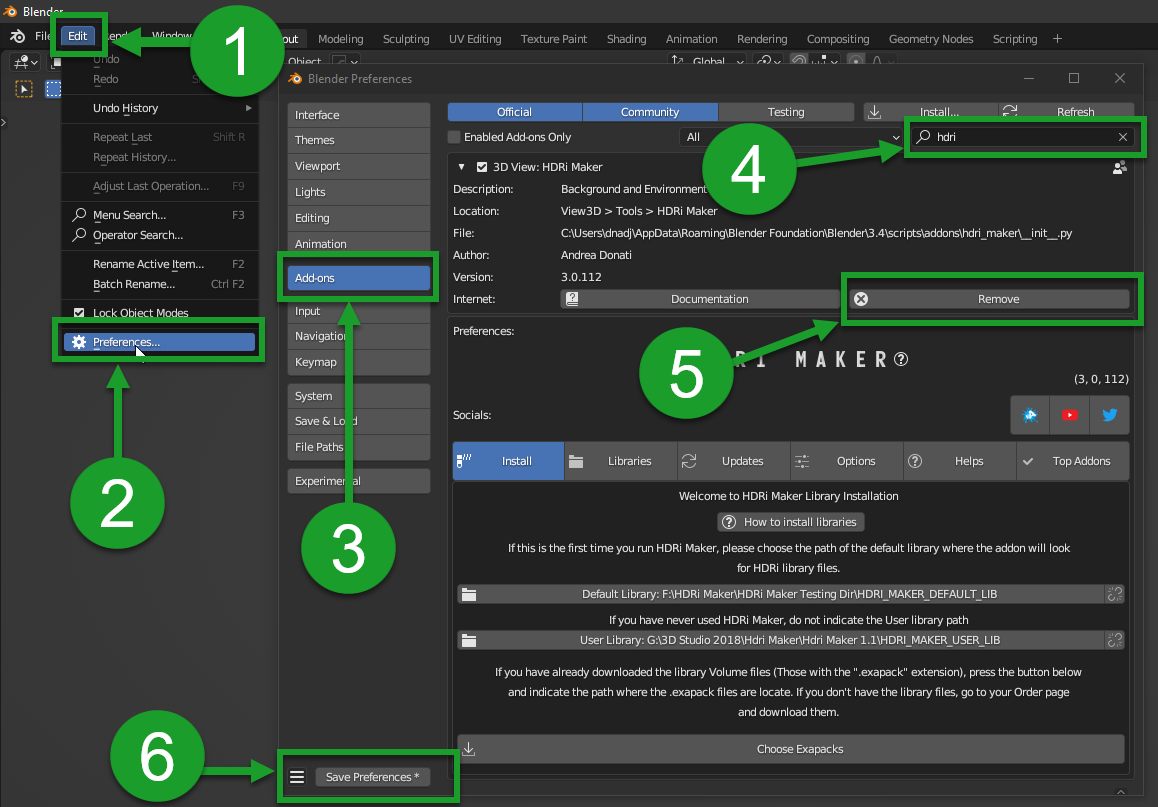 Blender
Edit
Window
Modeling
Sculpting
UV Editing
Texture Paint
Shading
Animation
Rendering
Compositing
Geometry Nodes
Scripting
+
1
Object
Global
Undo
Redo
Undo History
Repeat Last Shift R
Repeat History...
Adjust Last Operation... F9
Menu Search... F3
Operator Search...
Rename Active Item... F2
Batch Rename... Ctrl F2
Lock Object Modes
Preferences...
2
Blender Preferences
Interface
Themes
Viewport
Lights
Editing
Animation
Add-ons
Input
Navigation
Keymap
System
Save & Load
File Paths
Experimental
3
Official
Community
Testing
Install...
Refresh
Enabled Add-ons Only
All
hdri
4
3D View: HDRi Maker
Description: Background and Environment
Location: View3D > Tools > HDRi Maker
File: C:\Users\dnadj\AppData\Roaming\Blender Foundation\Blender\3.4\scripts\addons\hdri_maker\__init__.py
Author: Andrea Donati
Version: 3.0.112
Internet: Documentation Remove
5
Preferences:
RI MAKER
(3, 0, 112)
Socials:
Install
Libraries
Updates
Options
Helps
Top Addons
Welcome to HDRi Maker Library Installation
How to install libraries
If this is the first time you run HDRi Maker, please choose the path of the default library where the addon will look
for HDRi library files.
Default Library: F:\HDRi Maker\HDRi Maker Testing Dir\HDRI_MAKER_DEFAULT_LIB
If you have never used HDRi Maker, do not indicate the User library path
User Library: G:\3D Studio 2018\Hdri Maker\Hdri Maker 1.1\HDRI_MAKER_USER_LIB
If you have already downloaded the library Volume files (Those with the ".exapack" extension), press the button below
and indicate the path where the .exapack files are locate. If you don't have the library files, go to your Order page
and download them.
Choose Exapacks
6
Save Preferences *